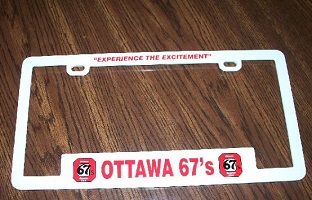 "EXPERIENCE THE EXCITEMENT"
67's OTTAWA 67's 67's